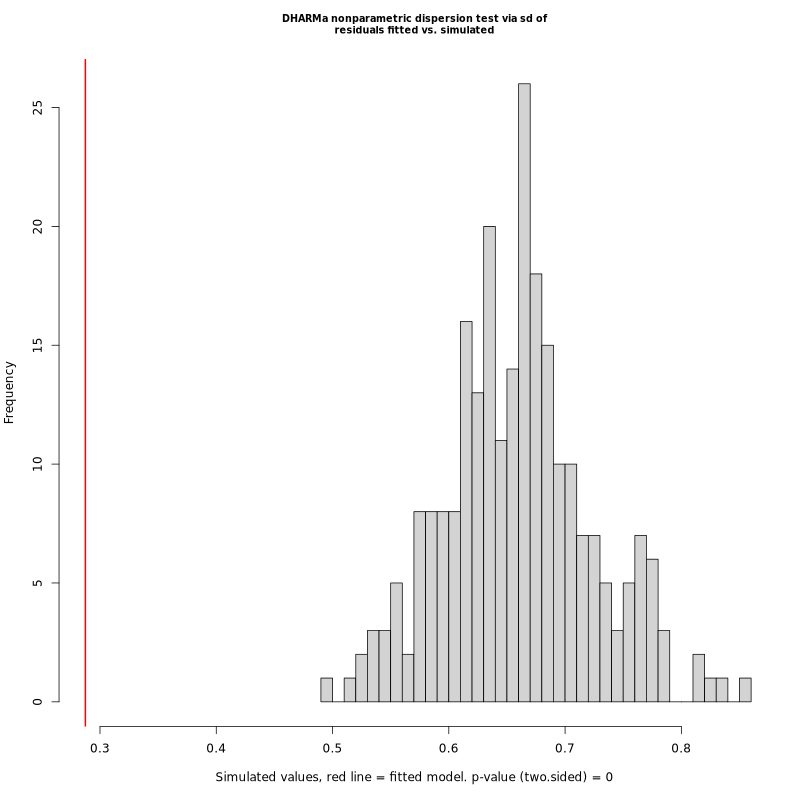 DHARMa nonparametric dispersion test via sd of
residuals fitted vs. simulated
Frequency
25
20
15
10
5
0
0.3 0.4 0.5 0.6 0.7 0.8
Simulated values, red line = fitted model. p-value (two.sided) = 0